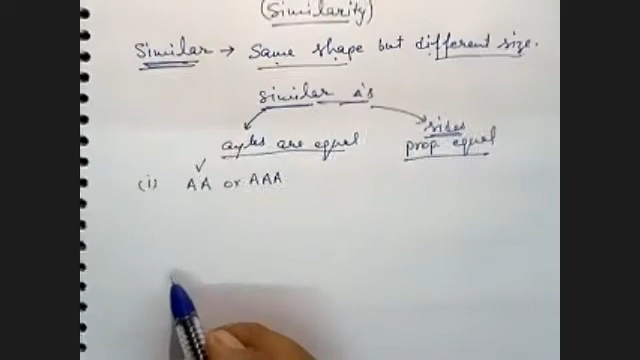 (Similarity)
Similar → Same shape but different size.
Similar Δ's
angles are equal
sides
prop. equal
(i) AA or AAA